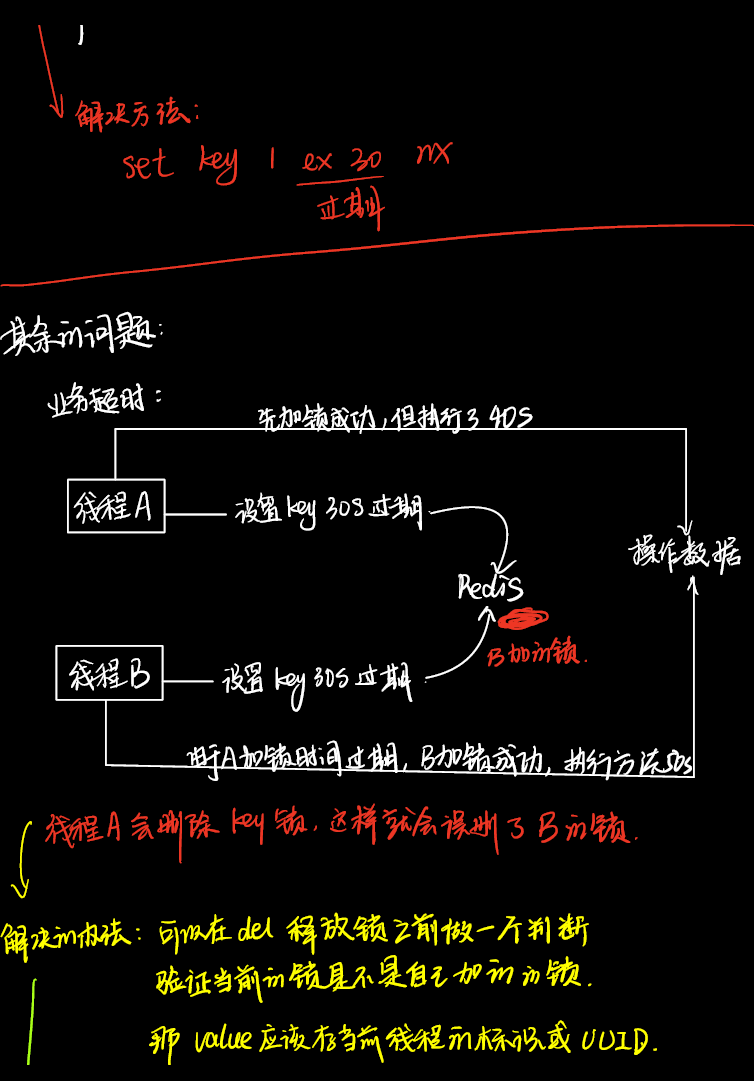 解决方法:
set key 1 ex 30 nx
过期
其余的问题:
业务超时:
先加锁成功,但执行了40S
线程A
设置key 30S过期
操作数据
Redis
B加的锁.
线程B
设置key 30S过期
由于A加锁时间过期,B加锁成功,执行方法50s
线程A会删除key锁,这样就会误删了B的锁.
解决的办法: 可以在del释放锁之前做一个判断
验证当前的锁是不是自己加的的锁.
那value应该存当前线程的标识或UUID.